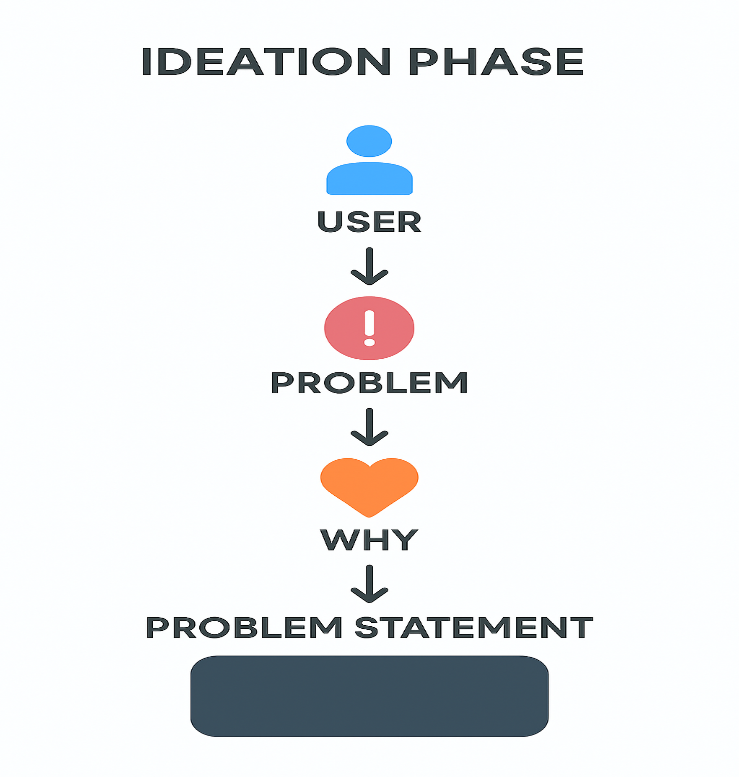 IDEATION PHASE
USER
!
PROBLEM
WHY
PROBLEM STATEMENT